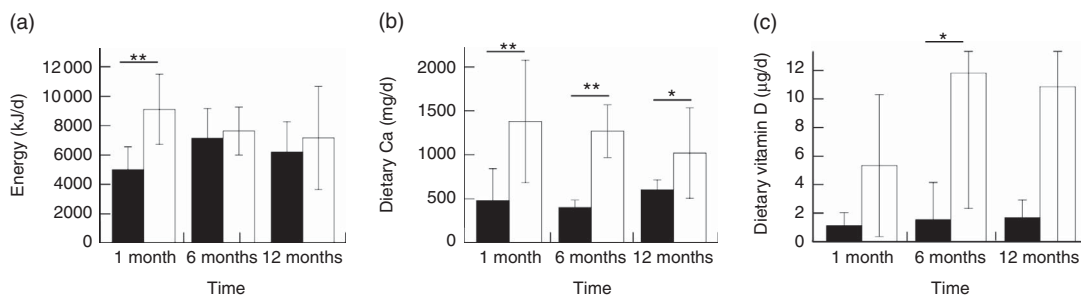 (a)
Energy (kJ/d)
12 000
10 000
8000
6000
4000
2000
0
**
1 month 6 months 12 months
Time
(b)
Dietary Ca (mg/d)
2000
1500
1000
500
0
**
**
*
1 month 6 months 12 months
Time
(c)
Dietary vitamin D (µg/d)
12
10
8
6
4
2
0
*
1 month 6 months 12 months
Time